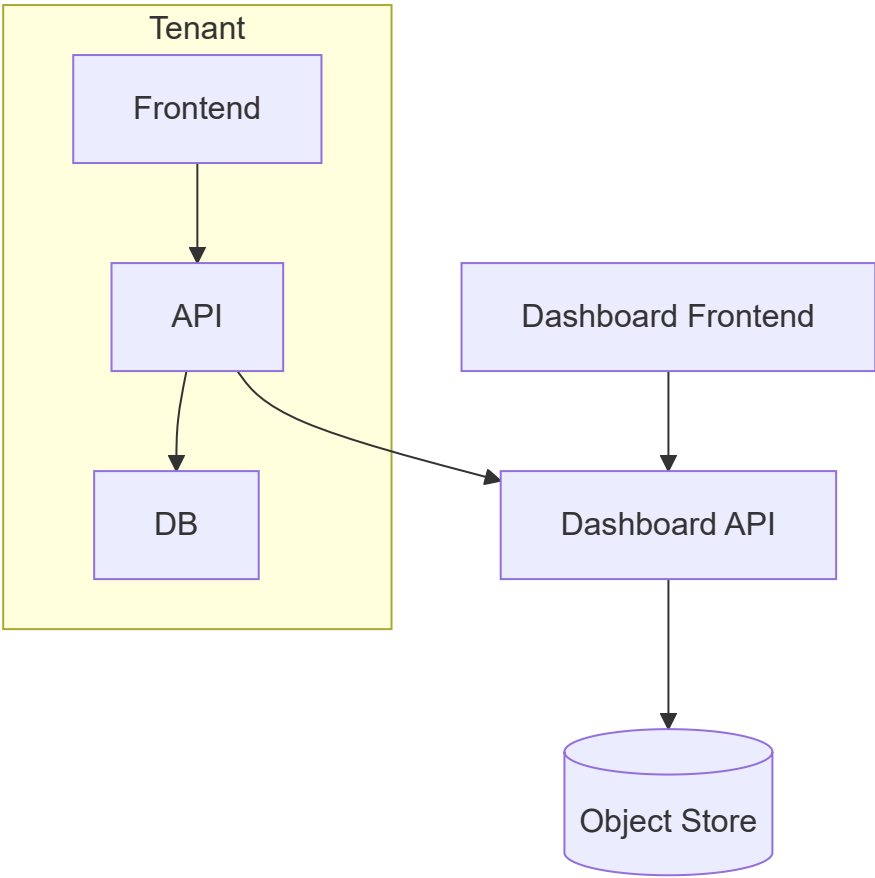 Tenant
Frontend
API
Dashboard Frontend
DB
Dashboard API
Object Store